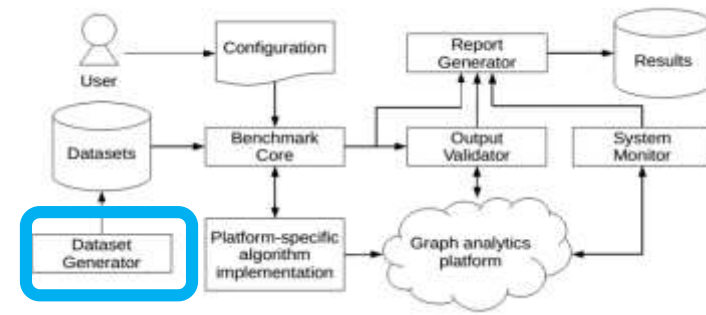 User
Configuration
Report
Generator
Results
Datasets
Benchmark
Core
Output
Validator
System
Monitor
Dataset
Generator
Platform-specific
algorithm
implementation
Graph analytics
platform